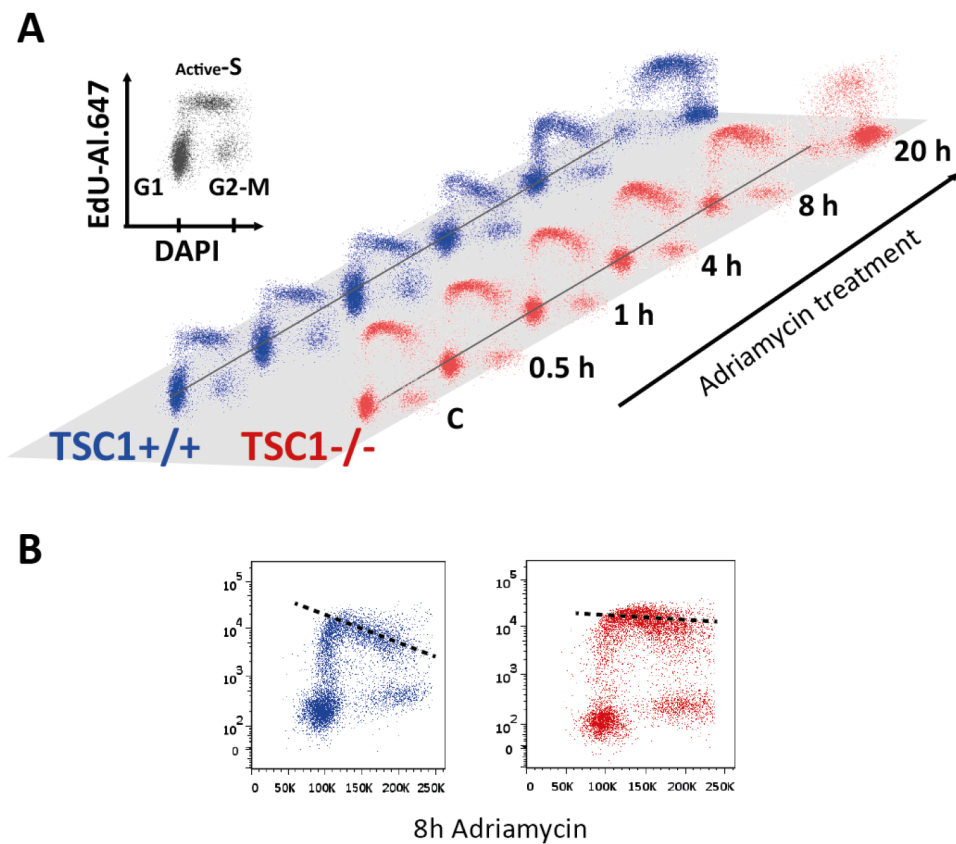 A
Active-S
EdU-Al.647
G1
G2-M
DAPI
20 h
8 h
4 h
1 h
0.5 h
C
Adriamycin treatment
TSC1+/+
TSC1-/-
B
10^5
10^4
10^3
10^2
0
0 50K 100K 150K 200K 250K
10^5
10^4
10^3
10^2
0
0 50K 100K 150K 200K 250K
8h Adriamycin